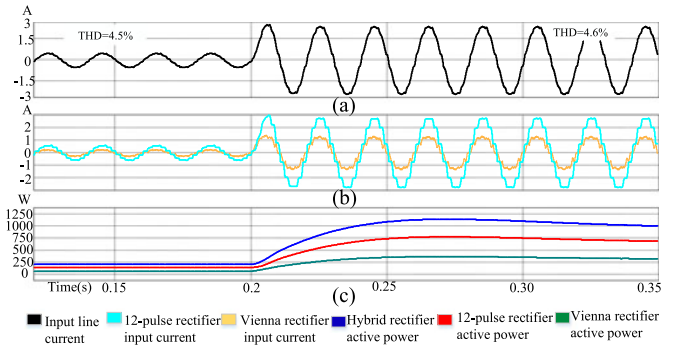 A
3
THD=4.5%
THD=4.6%
1.5
0
-1.5
-3
(a)
A
2
1
0
-1
-2
(b)
W
1250
1000
750
500
250
0
Time(s) 0.15 0.2 0.25 0.30 0.35
(c)
Input line 12-pulse rectifier Vienna rectifier Hybrid rectifier 12-pulse rectifier Vienna rectifier
current input current input current active power active power active power